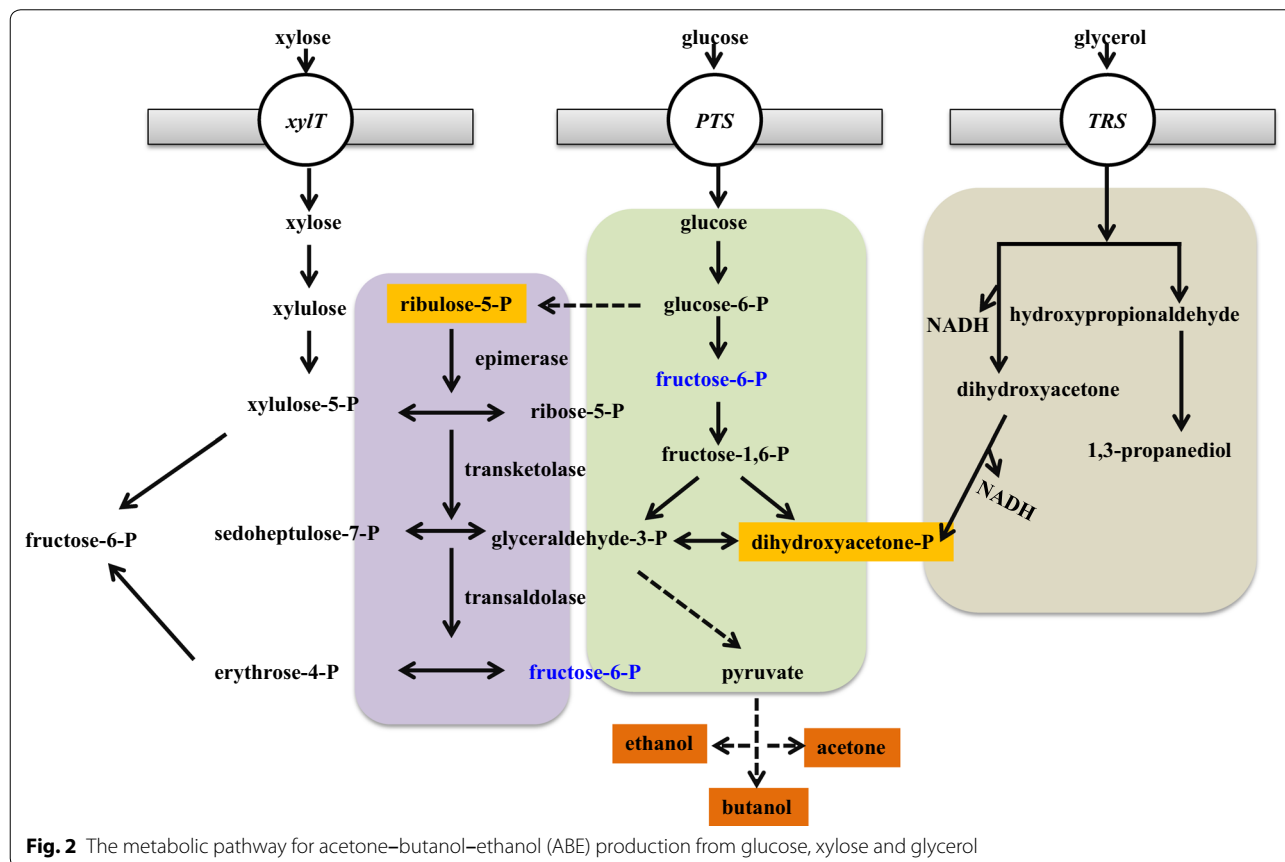 xylose
glucose
glycerol
xylT
PTS
TRS
xylose
glucose
xylulose
ribulose-5-P
glucose-6-P
NADH
hydroxypropionaldehyde
epimerase
fructose-6-P
dihydroxyacetone
xylulose-5-P
ribose-5-P
fructose-1,6-P
1,3-propanediol
transketolase
NADH
fructose-6-P
sedoheptulose-7-P
glyceraldehyde-3-P
dihydroxyacetone-P
transaldolase
erythrose-4-P
fructose-6-P
pyruvate
ethanol
acetone
butanol
Fig. 2 The metabolic pathway for acetone–butanol–ethanol (ABE) production from glucose, xylose and glycerol